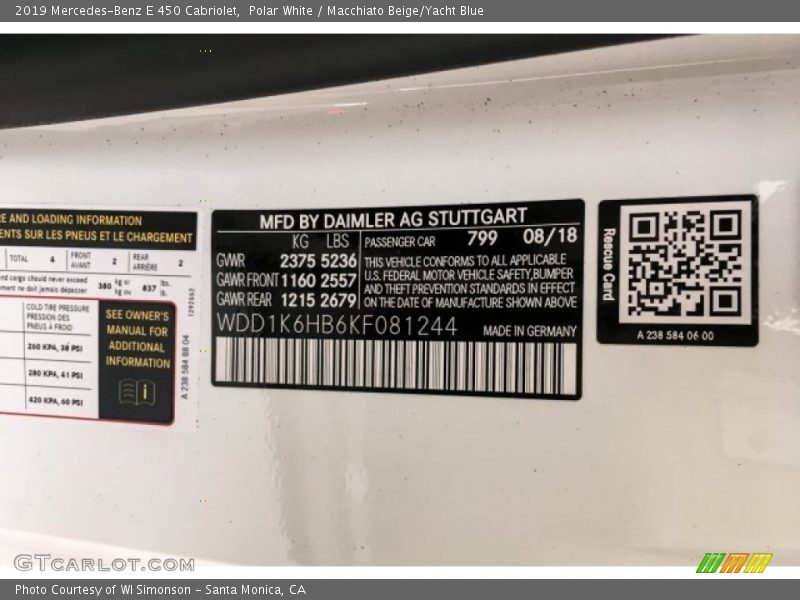 2019 Mercedes-Benz E 450 Cabriolet,  Polar White / Macchiato Beige/Yacht Blue
E AND LOADING INFORMATION
ENTS SUR LES PNEUS ET LE CHARGEMENT
TOTAL 4 FRONT AVANT 2 REAR ARRIÈRE 2
and cargo should never exceed
ment ne doit jamais dépasser
380 kg or kg ou 837 lbs. lb.
COLD TIRE PRESSURE
PRESSION DES
PNEUS À FROID
260 KPA, 38 PSI
280 KPA, 41 PSI
420 KPA, 60 PSI
SEE OWNER'S
MANUAL FOR
ADDITIONAL
INFORMATION
A 238 584 88 04
1292552
MFD BY DAIMLER AG STUTTGART
KG LBS
GVWR 2375 5236
GAWR FRONT 1160 2557
GAWR REAR 1215 2679
PASSENGER CAR 799 08/18
THIS VEHICLE CONFORMS TO ALL APPLICABLE
U.S. FEDERAL MOTOR VEHICLE SAFETY,BUMPER
AND THEFT PREVENTION STANDARDS IN EFFECT
ON THE DATE OF MANUFACTURE SHOWN ABOVE
WDD1K6HB6KF081244 MADE IN GERMANY
Rescue Card
A 238 584 06 00
GTCARLOT.COM
Photo Courtesy of WI Simonson - Santa Monica, CA